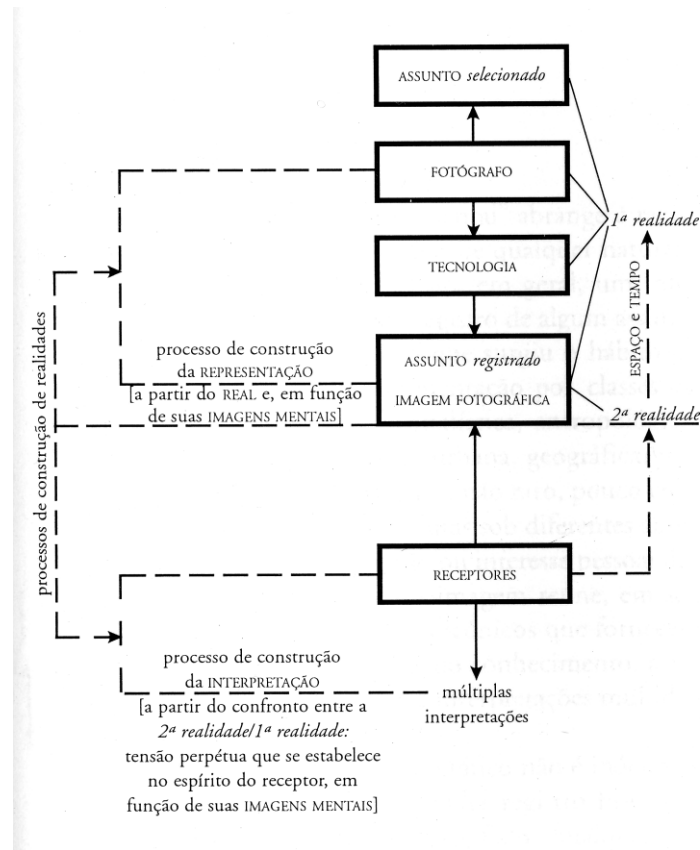 ASSUNTO selecionado
FOTÓGRAFO
1ª realidade
TECNOLOGIA
ESPAÇO e TEMPO
processos de construção de realidades
processo de construção
da REPRESENTAÇÃO
[a partir do REAL e, em função
de suas IMAGENS MENTAIS]
ASSUNTO registrado
IMAGEM FOTOGRÁFICA
2ª realidade
RECEPTORES
processo de construção
da INTERPRETAÇÃO
[a partir do confronto entre a
2ª realidade/1ª realidade:
tensão perpétua que se estabelece
no espírito do receptor, em
função de suas IMAGENS MENTAIS]
múltiplas
interpretações